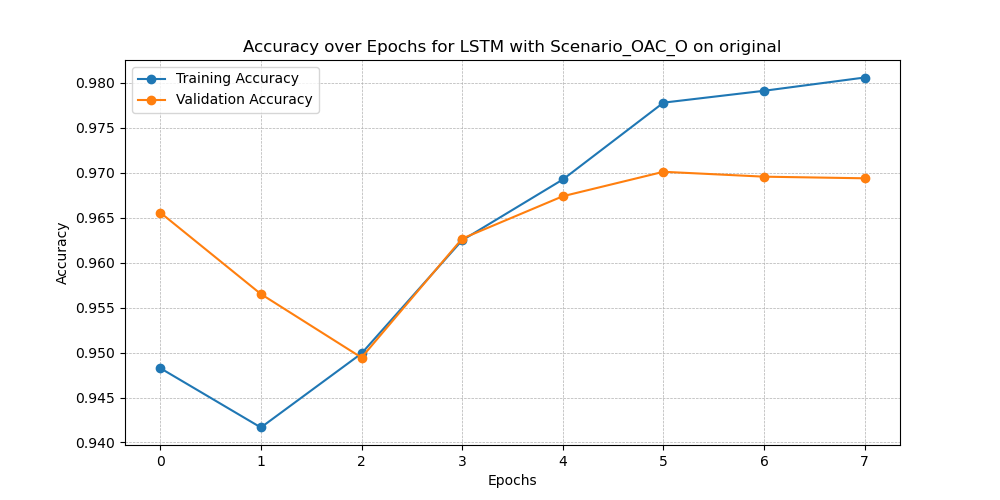 Accuracy over Epochs for LSTM with Scenario_OAC_O on original
Training Accuracy
Validation Accuracy
0.980
0.975
0.970
0.965
0.960
0.955
0.950
0.945
0.940
Accuracy
0 1 2 3 4 5 6 7
Epochs